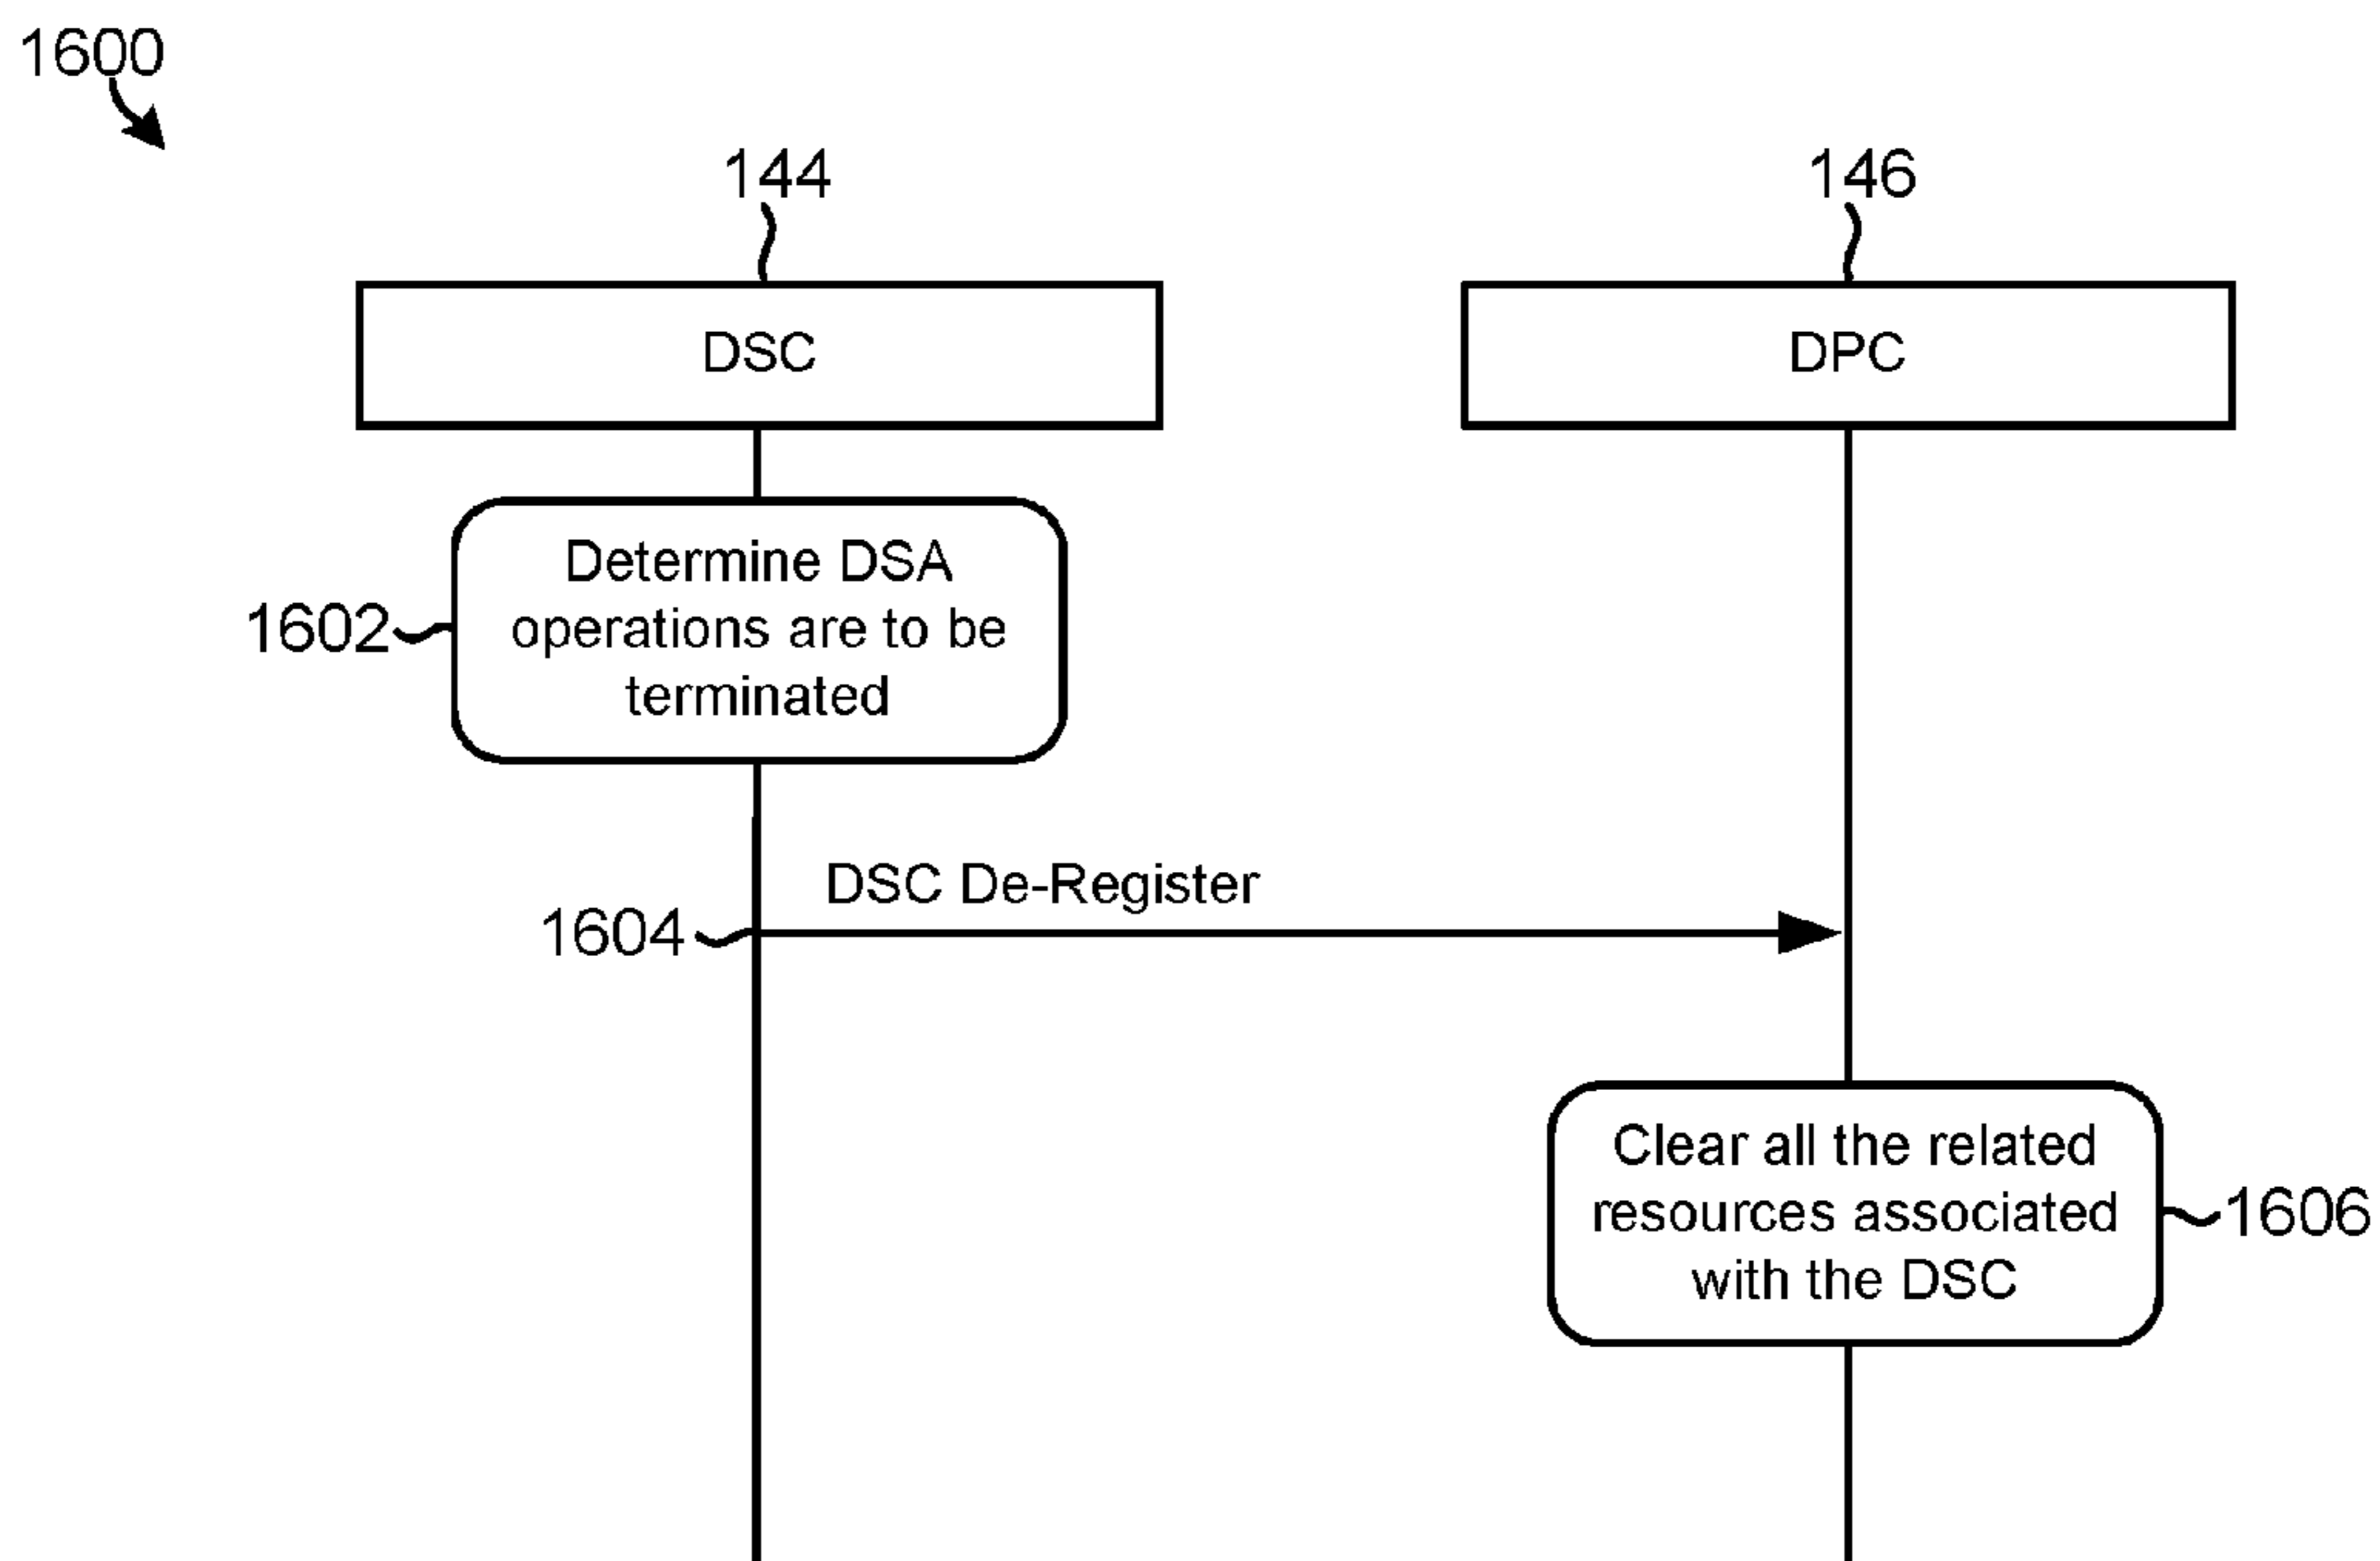 1600
144
146
DSC
DPC
Determine DSA
operations are to be
terminated
1602
DSC De-Register
1604
Clear all the related
resources associated
with the DSC
1606